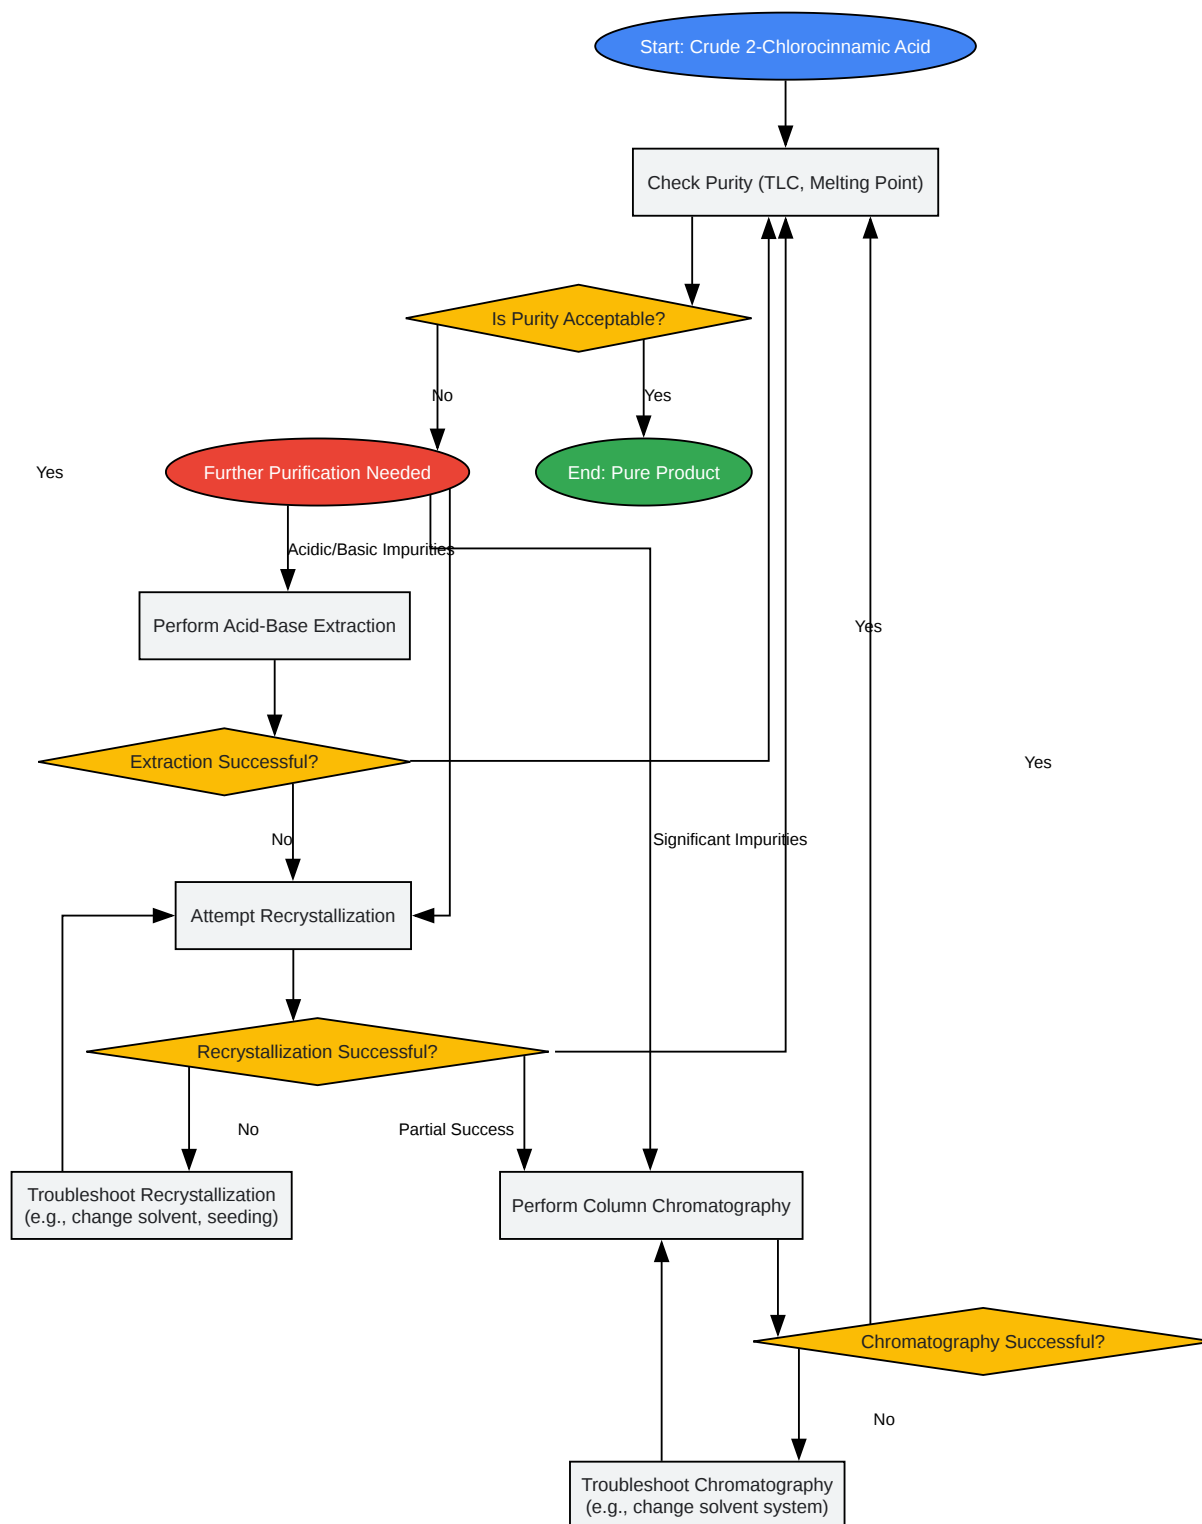 Start: Crude 2-Chlorocinnamic Acid
Check Purity (TLC, Melting Point)
Is Purity Acceptable?
No
Yes
Yes
Further Purification Needed
End: Pure Product
Acidic/Basic Impurities
Perform Acid-Base Extraction
Yes
Extraction Successful?
Yes
No
Significant Impurities
Attempt Recrystallization
Recrystallization Successful?
No
Partial Success
Troubleshoot Recrystallization
(e.g., change solvent, seeding)
Perform Column Chromatography
Chromatography Successful?
No
Troubleshoot Chromatography
(e.g., change solvent system)